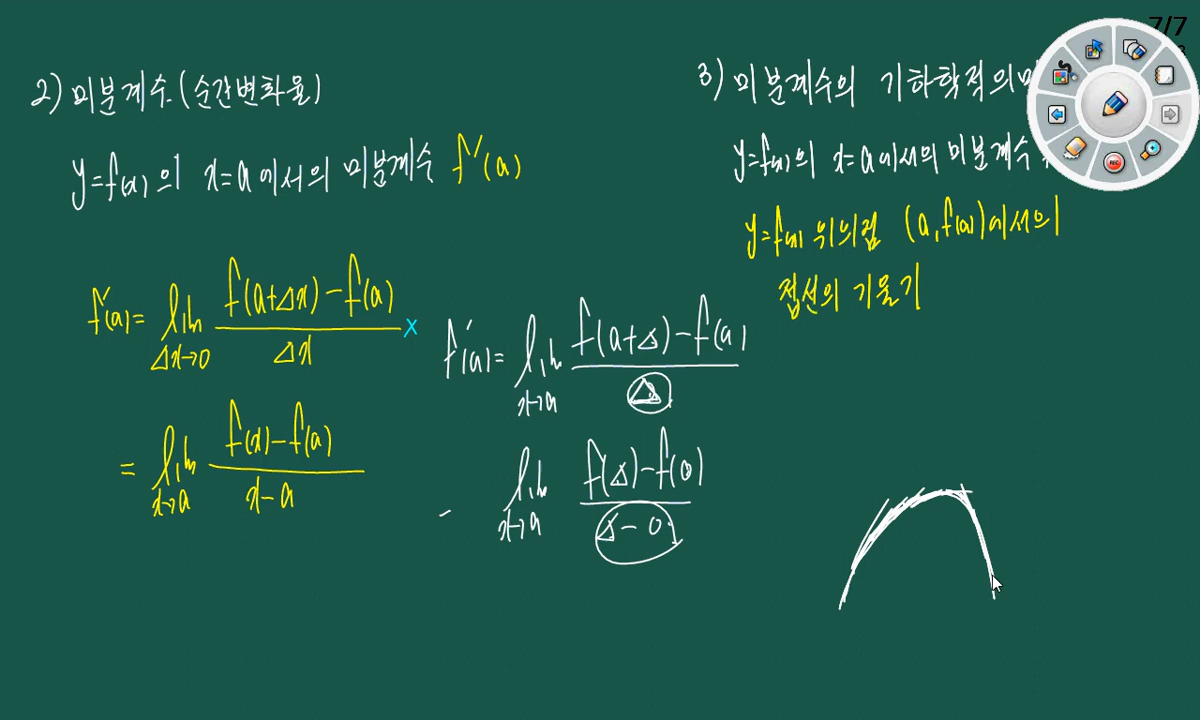 2) 미분계수 (순간변화율)
y=f(x)의 x=a에서의 미분계수 f'(a)
f'(a)= lim Δx→0 f(a+Δx)-f(a) / Δx
= lim x→a f(x)-f(a) / x-a
x
f'(a)= lim x→a f(a+Δ)-f(a) / Δ
lim x→a f(Δ)-f(o) / Δ-o
3) 미분계수의 기하학적의미
y=f(x)의 x=a에서의 미분계수
y=f(x) 위의점 (a, f(a))에서의
접선의 기울기
7/7
REC